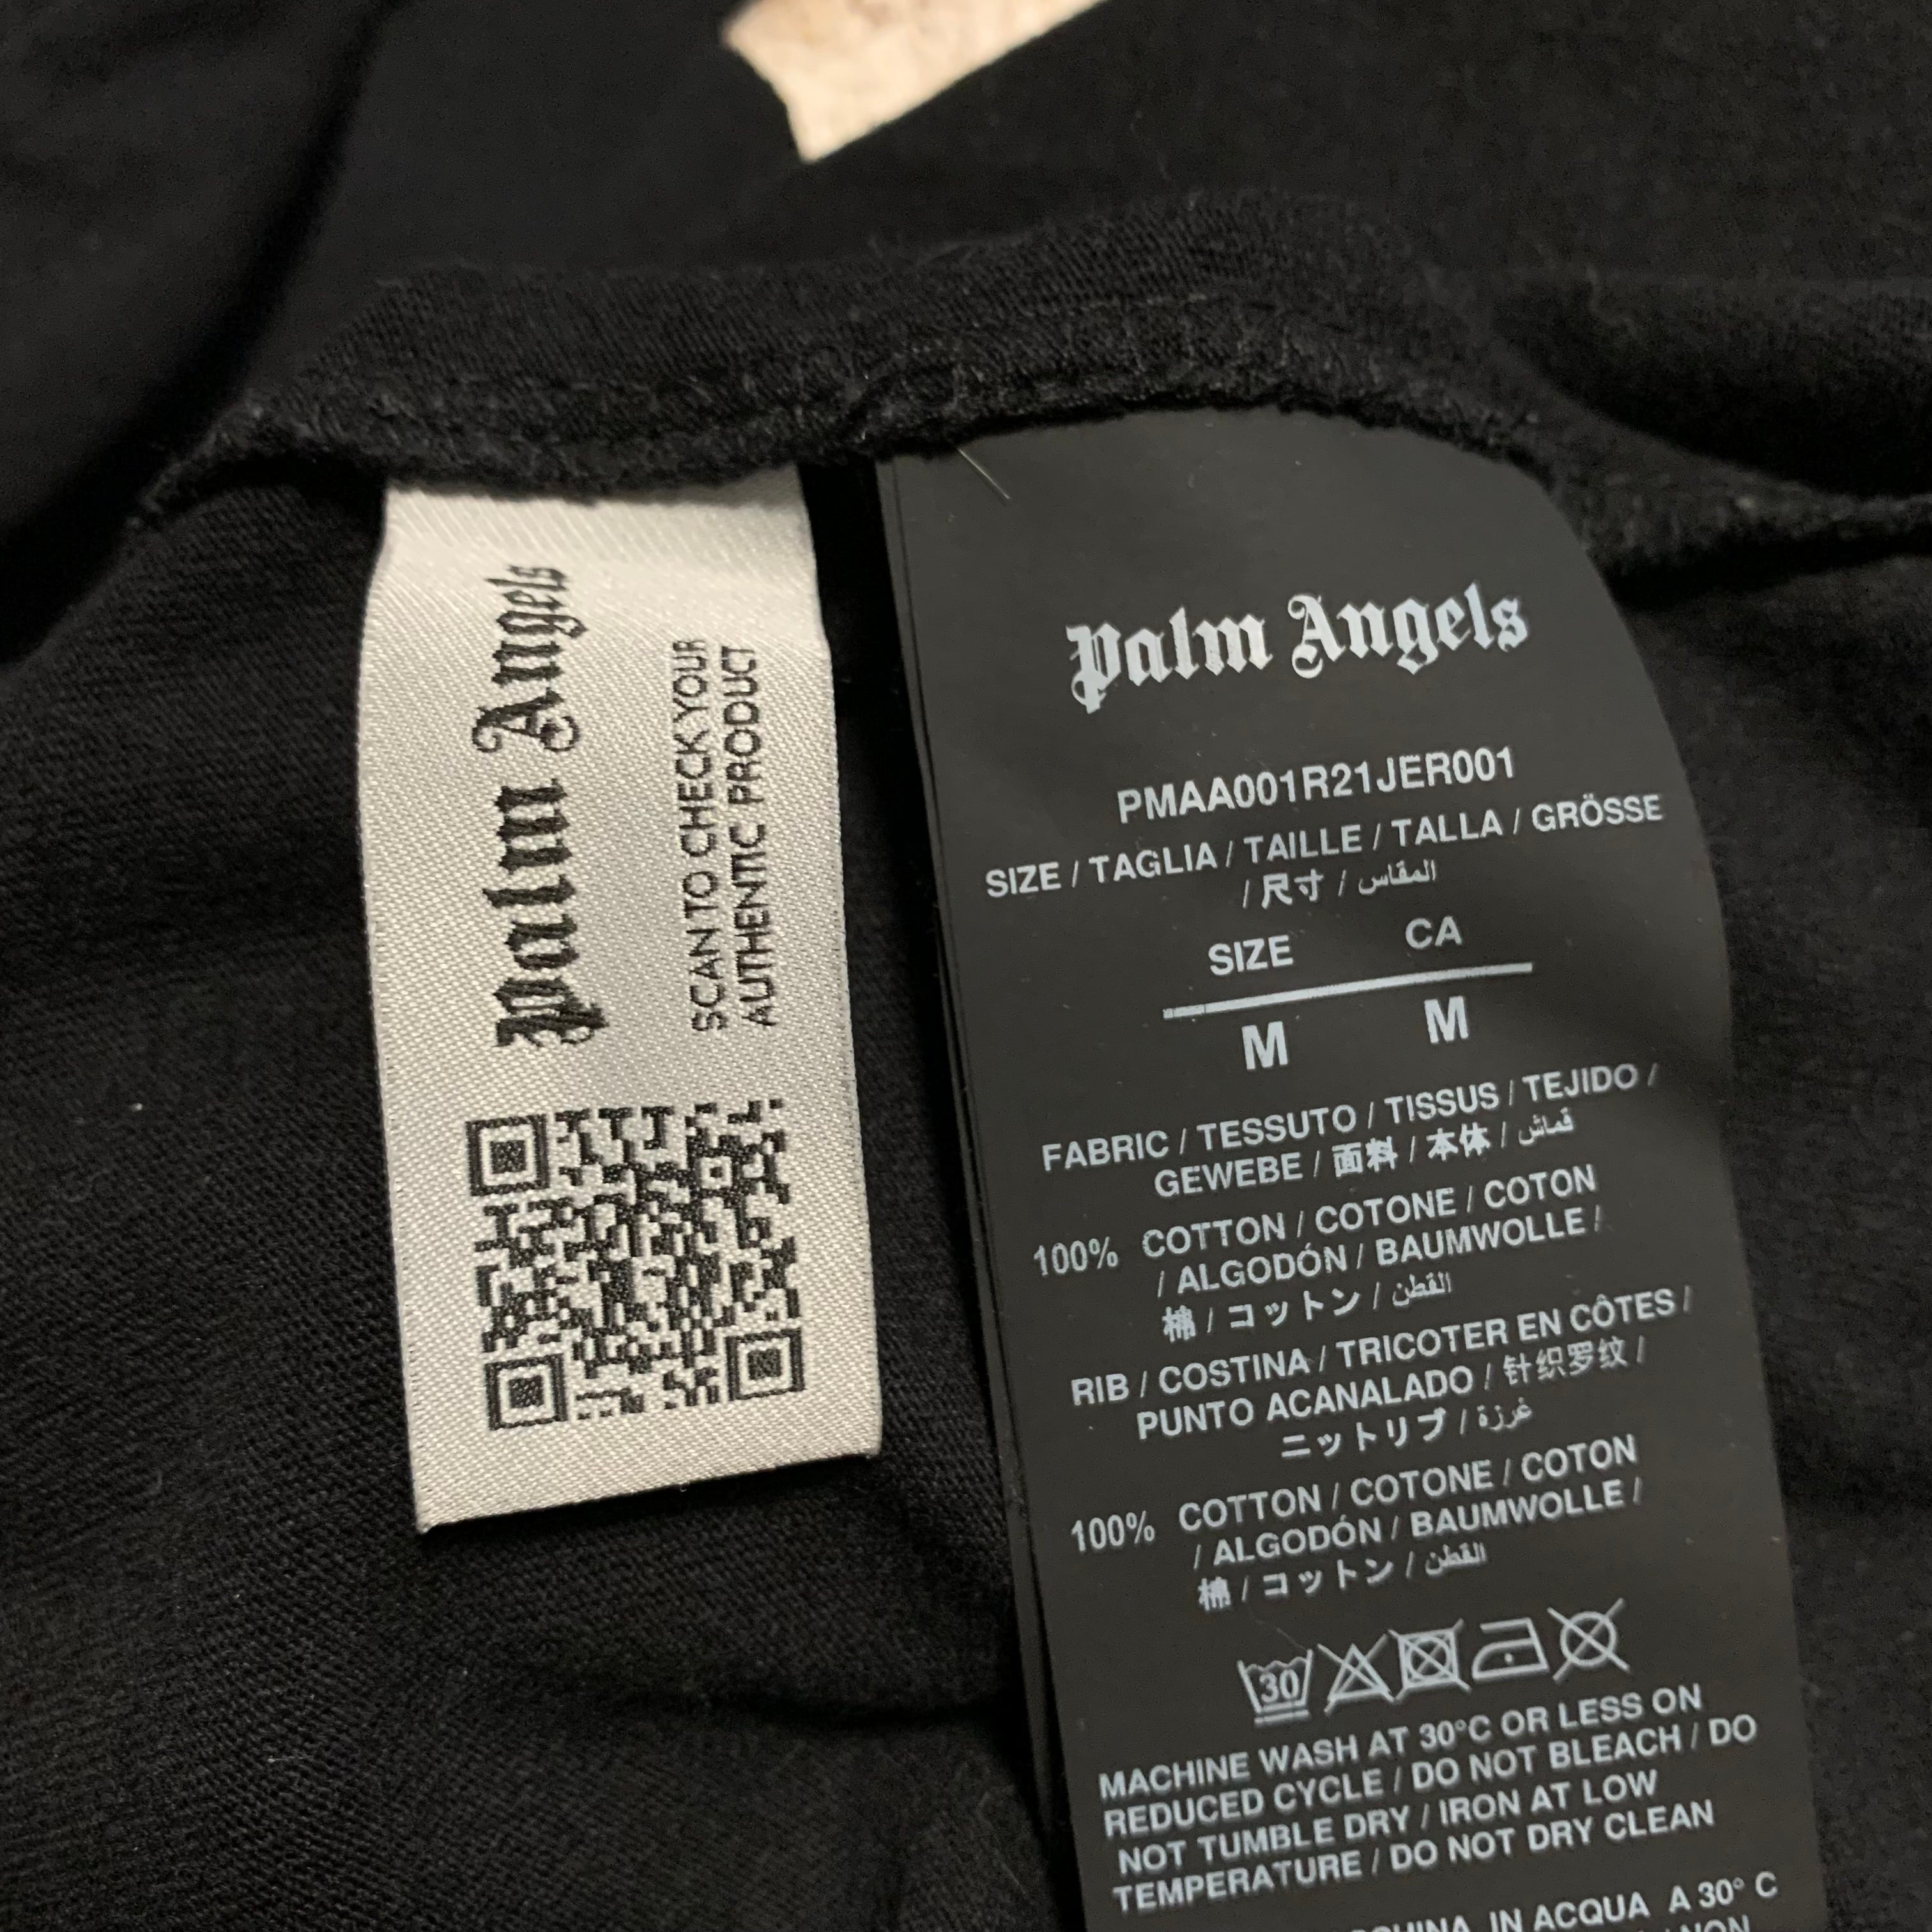 Palm Angels
SCAN TO CHECK YOUR
AUTHENTIC PRODUCT
Palm Angels
PMAA001R21JER001
SIZE / TAGLIA / TAILLE / TALLA / GRÖSSE
/ 尺寸 / المقاس
SIZE CA
M M
FABRIC / TESSUTO / TISSUS / TEJIDO /
GEWEBE / 面料 / 本体 / قماش
100% COTTON / COTONE / COTON
/ ALGODÓN / BAUMWOLLE /
棉 / コットン / القطن
RIB / COSTINA / TRICOTER EN CÔTES /
PUNTO ACANALADO / 针织罗纹 /
ニットリブ / غرزة
100% COTTON / COTONE / COTON
/ ALGODÓN / BAUMWOLLE /
棉 / コットン / القطن
30
MACHINE WASH AT 30°C OR LESS ON
REDUCED CYCLE / DO NOT BLEACH / DO
NOT TUMBLE DRY / IRON AT LOW
TEMPERATURE / DO NOT DRY CLEAN
IN ACQUA A 30° C